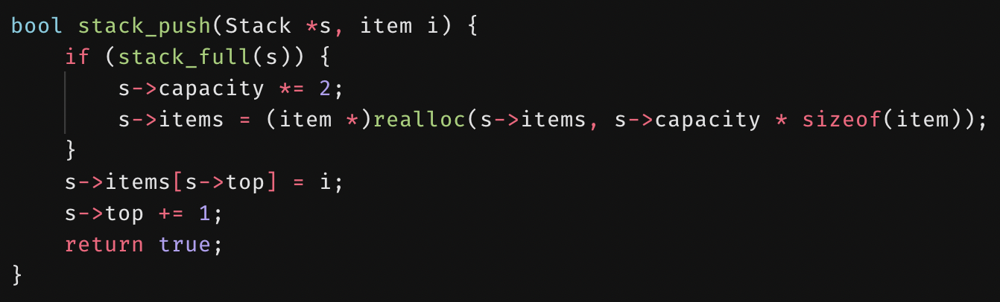 bool stack_push(Stack *s, item i) {
    if (stack_full(s)) {
        s->capacity *= 2;
        s->items = (item *)realloc(s->items, s->capacity * sizeof(item));
    }
    s->items[s->top] = i;
    s->top += 1;
    return true;
}